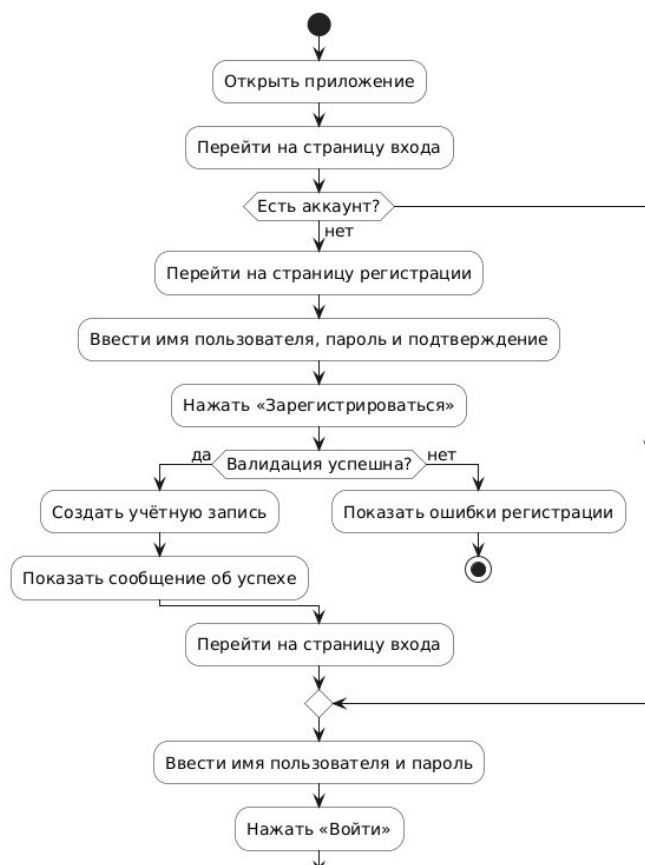 Открыть приложение
Перейти на страницу входа
Есть аккаунт?
нет
Перейти на страницу регистрации
Ввести имя пользователя, пароль и подтверждение
Нажать «Зарегистрироваться»
да
Валидация успешна?
нет
Создать учётную запись
Показать ошибки регистрации
Показать сообщение об успехе
Перейти на страницу входа
Ввести имя пользователя и пароль
Нажать «Войти»